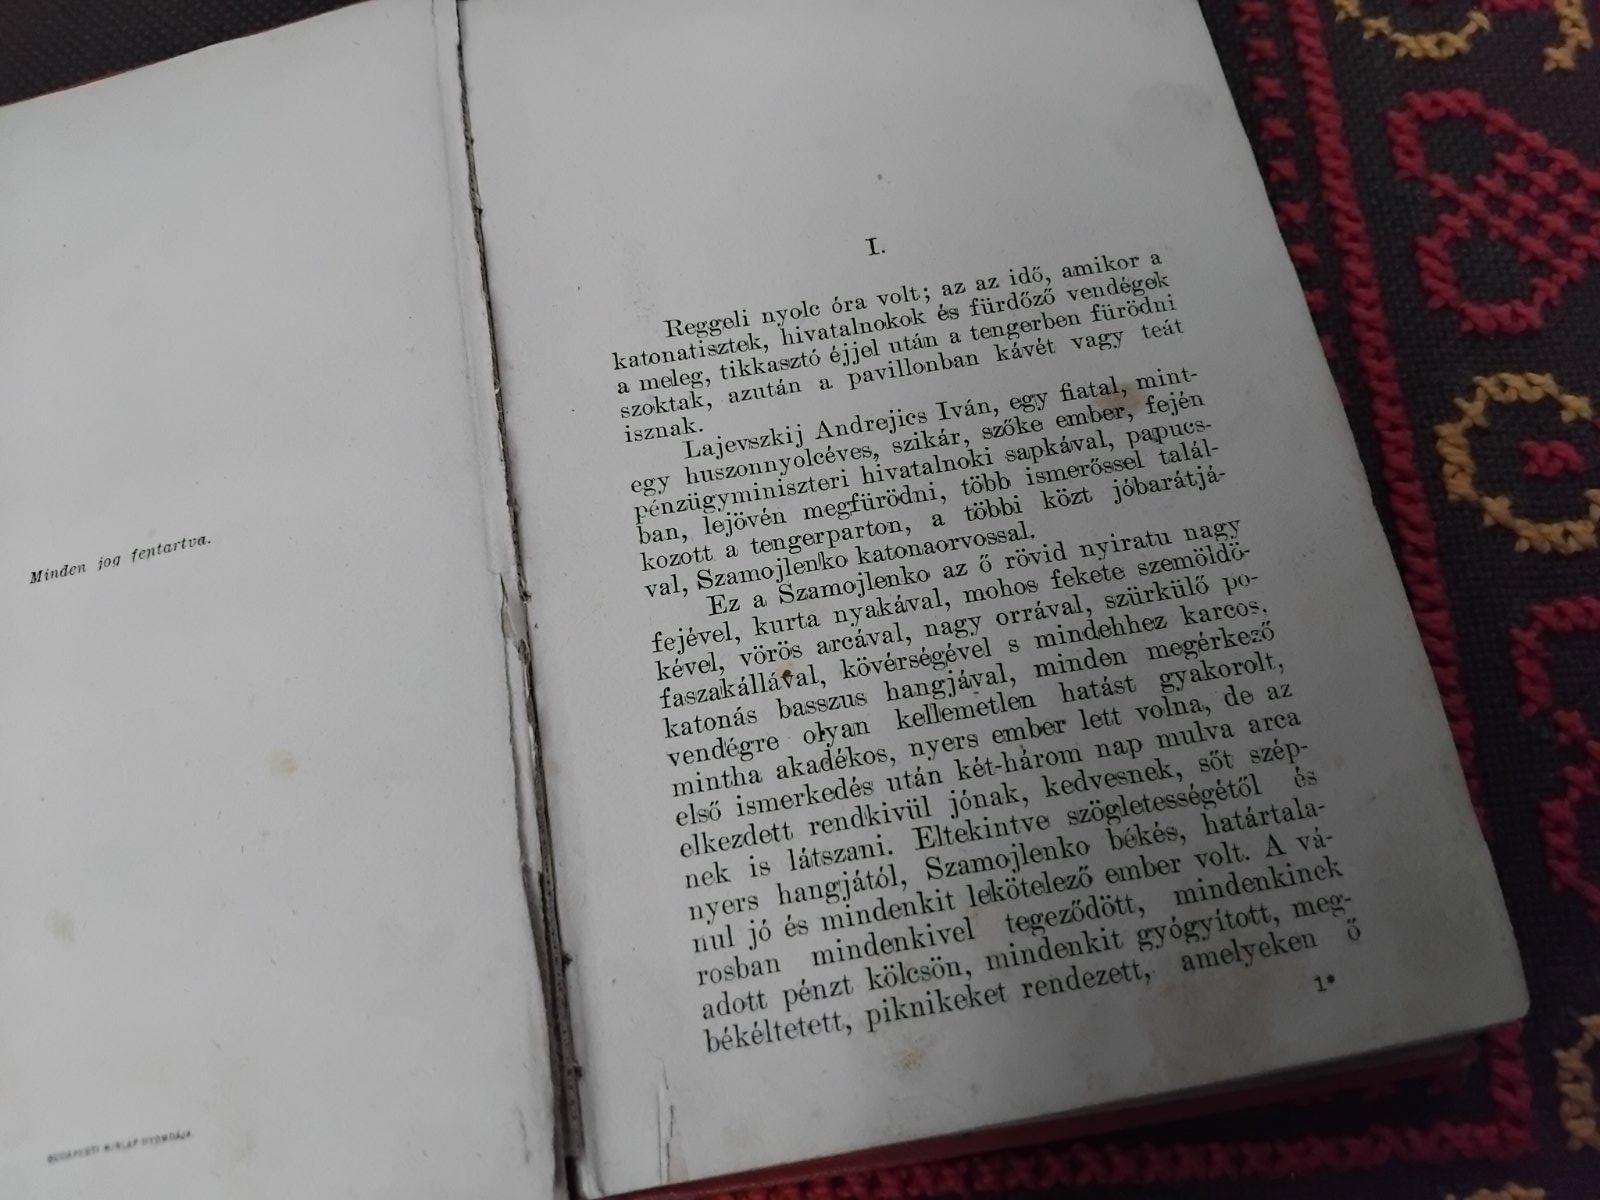 Minden jog fentartva.
BUDAPESTI HIRLAP NYOMDÁJA.
I.
Reggeli nyolc óra volt; az az idő, amikor a
katonatisztek, hivatalnokok és fürdőző vendégek
a meleg, tikkasztó éjjel után a tengerben fürödni
szoktak, azután a pavillonban kávét vagy teát
isznak.
Lajevszkij Andrejics Iván, egy fiatal, mint-
egy huszonnyolcéves, szikár, szőke ember, fején
pénzügyminiszteri hivatalnoki sapkával, papucs-
ban, lejövén megfürödni, több ismerőssel talál-
kozott a tengerparton, a többi közt jóbarátjá-
val, Szamojlenko katonaorvossal.
Ez a Szamojlenko az ő rövid nyiratu nagy
fejével, kurta nyakával, mohos fekete szemöldö-
kével, vörös arcával, nagy orrával, szürkülő po-
faszakállával, kövérségével s mindehhez karcos,
katonás basszus hangjával, minden megérkező
vendégre olyan kellemetlen hatást gyakorolt,
mintha akadékos, nyers ember lett volna, de az
első ismerkedés után két-három nap mulva arca
elkezdett rendkivül jónak, kedvesnek, sőt szép-
nek is látszani. Eltekintve szögletességétől és
nyers hangjától, Szamojlenko békés, határtala-
nul jó és mindenkit lekötelező ember volt. A vá-
rosban mindenkivel tegeződött, mindenkinek
adott pénzt kölcsön, mindenkit gyógyított, meg-
békéltetett, piknikeket rendezett, amelyeken ő
1*